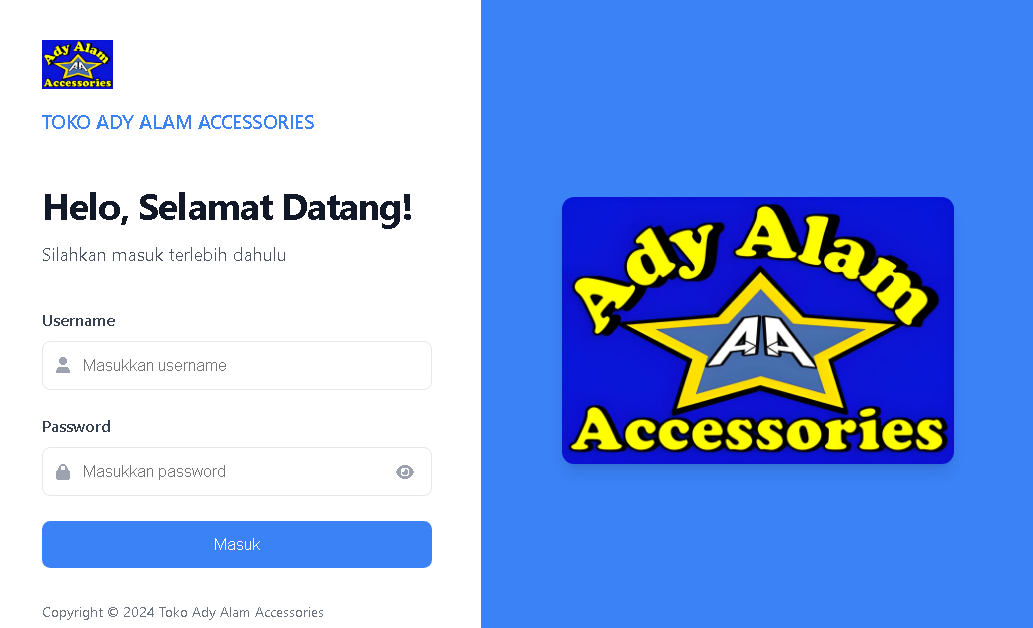 Ady Alam
AA
Accessories
TOKO ADY ALAM ACCESSORIES
Helo, Selamat Datang!
Silahkan masuk terlebih dahulu
Username
Masukkan username
Password
Masukkan password
Masuk
Copyright © 2024 Toko Ady Alam Accessories
Ady Alam
AA
Accessories